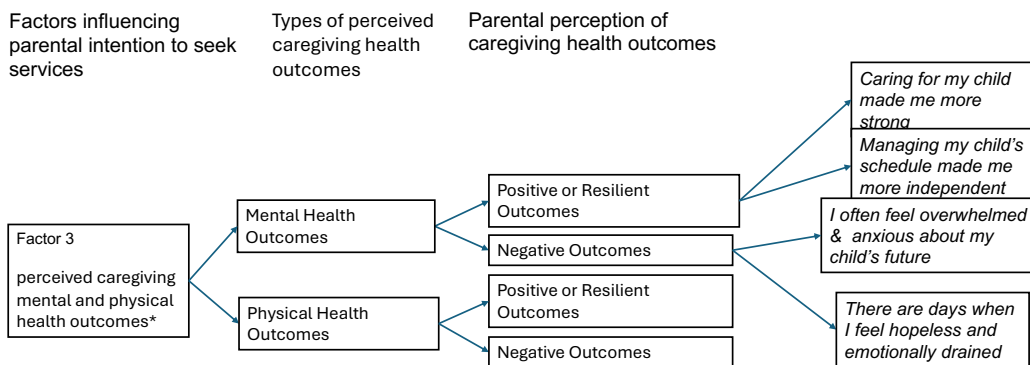 Factors influencing
parental intention to seek
services
Types of perceived
caregiving health
outcomes
Parental perception of
caregiving health outcomes
Factor 3
perceived caregiving
mental and physical
health outcomes*
Mental Health
Outcomes
Physical Health
Outcomes
Positive or Resilient
Outcomes
Negative Outcomes
Positive or Resilient
Outcomes
Negative Outcomes
Caring for my child
made me more
strong
Managing my child’s
schedule made me
more independent
I often feel overwhelmed
& anxious about my
child’s future
There are days when
I feel hopeless and
emotionally drained